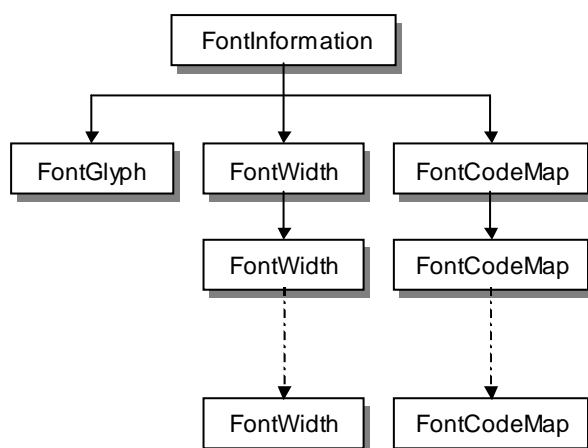 FontInformation
FontGlyph
FontWidth
FontCodeMap
FontWidth
FontCodeMap
FontWidth
FontCodeMap